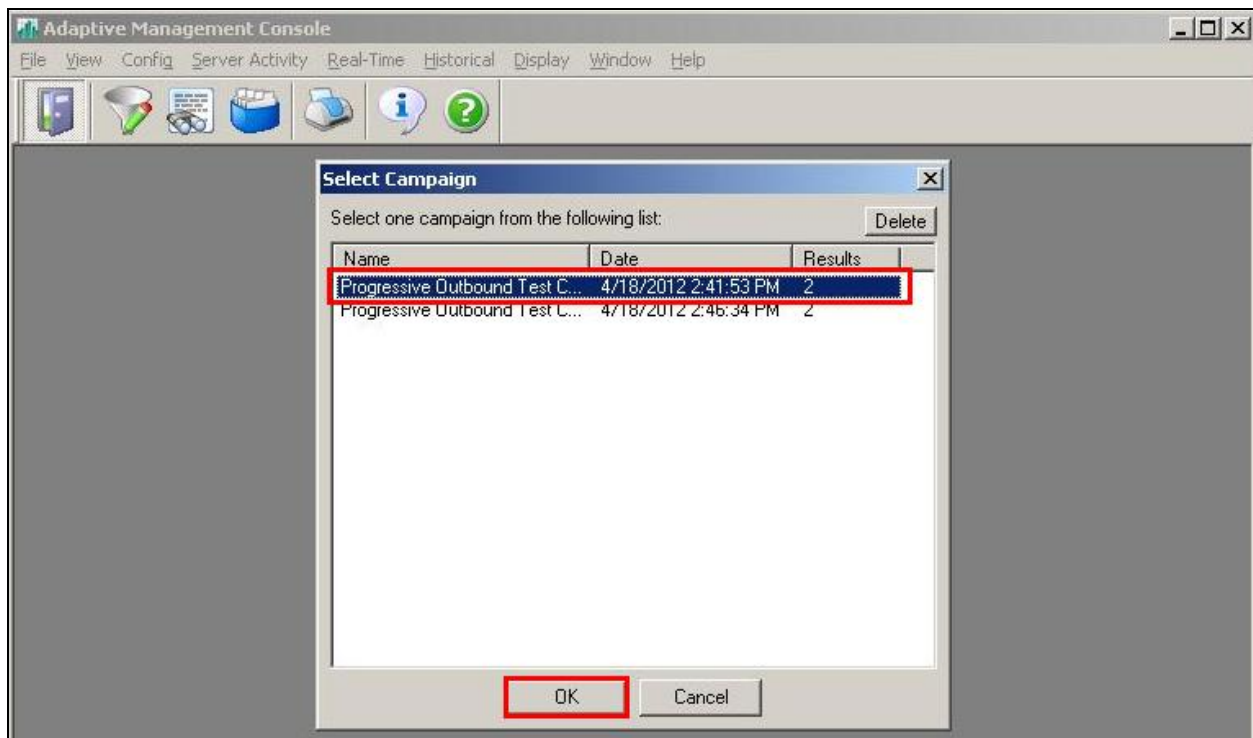 Adaptive Management Console
File View Config Server Activity Real-Time Historical Display Window Help
Select Campaign
Select one campaign from the following list:
Delete
Name Date Results
Progressive Outbound Test C... 4/18/2012 2:41:53 PM 2
Progressive Outbound Test C... 4/18/2012 2:46:34 PM 2
OK Cancel